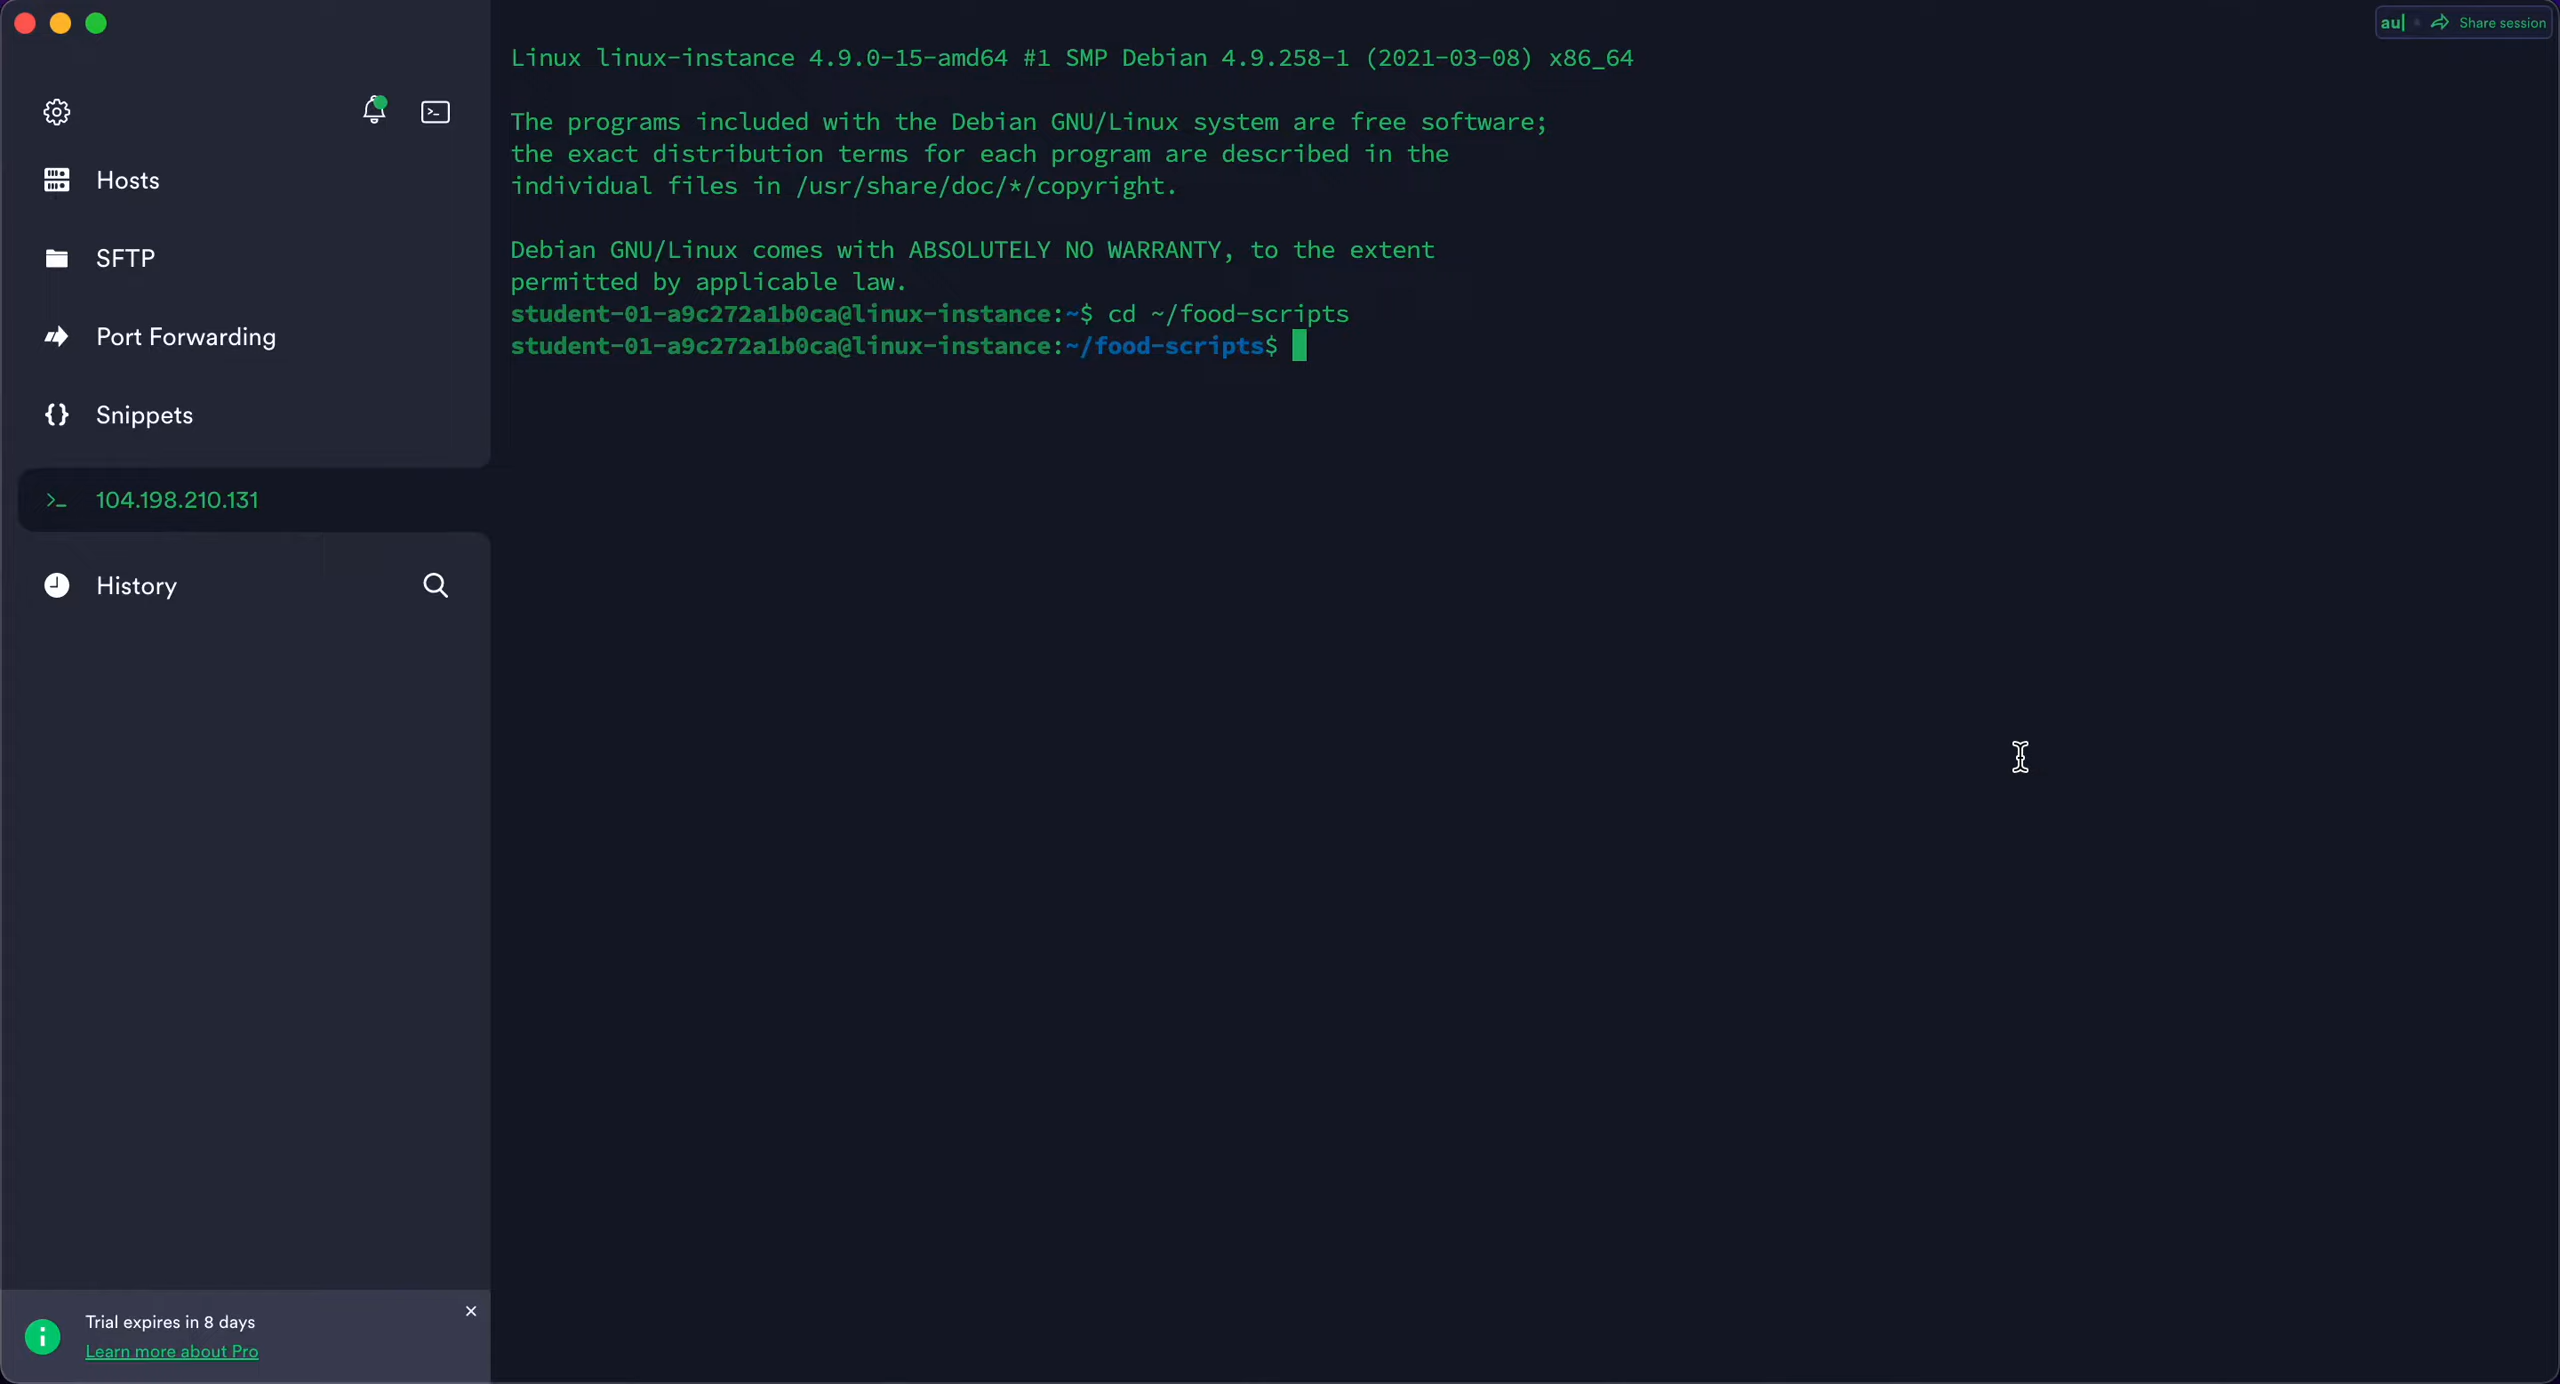 Hosts
SFTP
Port Forwarding
Snippets
104.198.210.131
History
Trial expires in 8 days
Learn more about Pro
au|
Share session
Linux linux-instance 4.9.0-15-amd64 #1 SMP Debian 4.9.258-1 (2021-03-08) x86_64
The programs included with the Debian GNU/Linux system are free software;
the exact distribution terms for each program are described in the
individual files in /usr/share/doc/*/copyright.
Debian GNU/Linux comes with ABSOLUTELY NO WARRANTY, to the extent
permitted by applicable law.
student-01-a9c272a1b0ca@linux-instance:~$ cd ~/food-scripts
student-01-a9c272a1b0ca@linux-instance:~/food-scripts$